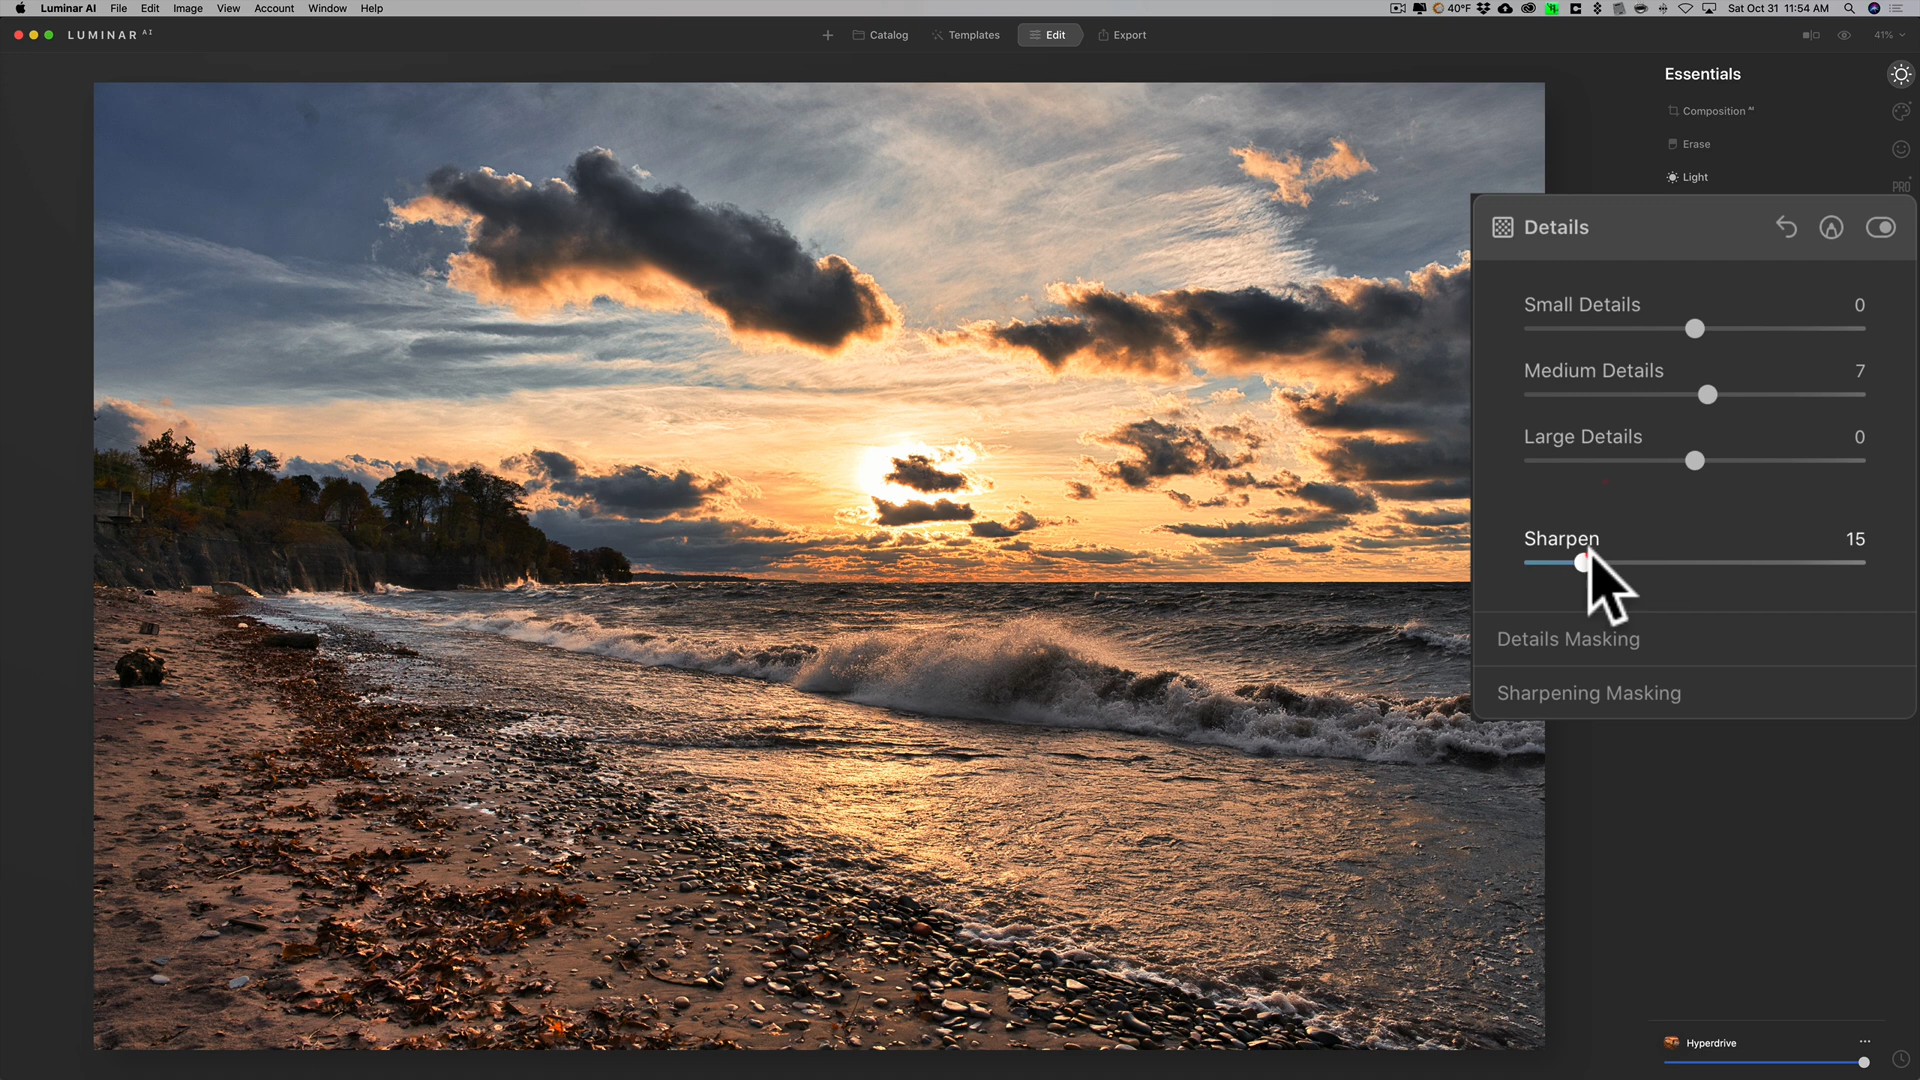 Luminar AI File Edit Image View Account Window Help 40°F Sat Oct 31 11:54 AM
LUMINAR AI Catalog Templates Edit Export 41%
Essentials
Composition AI
Erase
Light
PRO
Details
Small Details 0
Medium Details 7
Large Details 0
Sharpen 15
Details Masking
Sharpening Masking
Hyperdrive